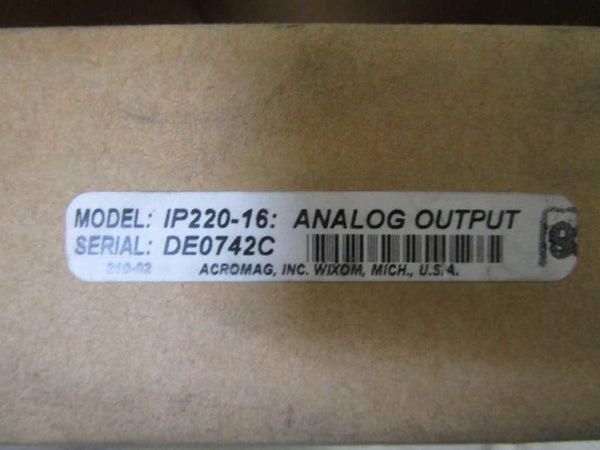 MODEL: IP220-16: ANALOG OUTPUT
SERIAL: DE0742C
ACROMAG, INC. WIXOM, MICH., U.S.A.